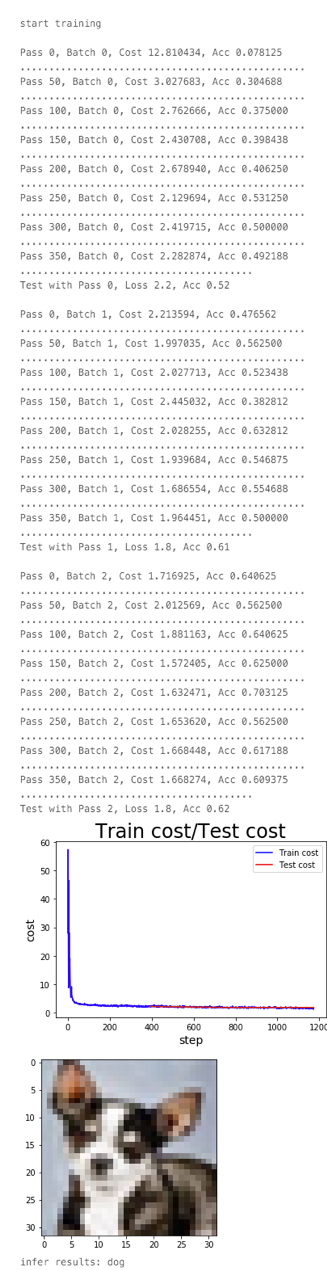 start training
Pass 0, Batch 0, Cost 12.810434, Acc 0.078125
..................................................
Pass 50, Batch 0, Cost 3.027683, Acc 0.304688
..................................................
Pass 100, Batch 0, Cost 2.762666, Acc 0.375000
..................................................
Pass 150, Batch 0, Cost 2.430708, Acc 0.398438
..................................................
Pass 200, Batch 0, Cost 2.678940, Acc 0.406250
..................................................
Pass 250, Batch 0, Cost 2.129694, Acc 0.531250
..................................................
Pass 300, Batch 0, Cost 2.419715, Acc 0.500000
..................................................
Pass 350, Batch 0, Cost 2.282874, Acc 0.492188
........................................
Test with Pass 0, Loss 2.2, Acc 0.52
Pass 0, Batch 1, Cost 2.213594, Acc 0.476562
..................................................
Pass 50, Batch 1, Cost 1.997035, Acc 0.562500
..................................................
Pass 100, Batch 1, Cost 2.027713, Acc 0.523438
..................................................
Pass 150, Batch 1, Cost 2.445032, Acc 0.382812
..................................................
Pass 200, Batch 1, Cost 2.028255, Acc 0.632812
..................................................
Pass 250, Batch 1, Cost 1.939684, Acc 0.546875
..................................................
Pass 300, Batch 1, Cost 1.686554, Acc 0.554688
..................................................
Pass 350, Batch 1, Cost 1.964451, Acc 0.500000
........................................
Test with Pass 1, Loss 1.8, Acc 0.61
Pass 0, Batch 2, Cost 1.716925, Acc 0.640625
..................................................
Pass 50, Batch 2, Cost 2.012569, Acc 0.562500
..................................................
Pass 100, Batch 2, Cost 1.881163, Acc 0.640625
..................................................
Pass 150, Batch 2, Cost 1.572405, Acc 0.625000
..................................................
Pass 200, Batch 2, Cost 1.632471, Acc 0.703125
..................................................
Pass 250, Batch 2, Cost 1.653620, Acc 0.562500
..................................................
Pass 300, Batch 2, Cost 1.668448, Acc 0.617188
..................................................
Pass 350, Batch 2, Cost 1.668274, Acc 0.609375
........................................
Test with Pass 2, Loss 1.8, Acc 0.62
Train cost/Test cost
60
50
40
30
20
10
0
cost
Train cost
Test cost
0 200 400 600 800 1000 1200
step
0
5
10
15
20
25
30
0 5 10 15 20 25 30
infer results: dog